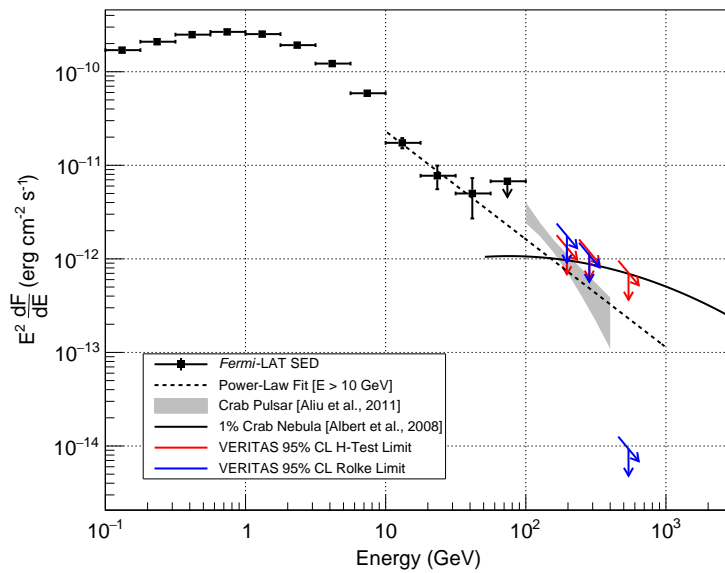 E² dF/dE (erg cm⁻² s⁻¹)
10⁻¹⁰
10⁻¹¹
10⁻¹²
10⁻¹³
10⁻¹⁴
Fermi-LAT SED
Power-Law Fit [E > 10 GeV]
Crab Pulsar [Aliu et al., 2011]
1% Crab Nebula [Albert et al., 2008]
VERITAS 95% CL H-Test Limit
VERITAS 95% CL Rolke Limit
10⁻¹ 1 10 10² 10³
Energy (GeV)